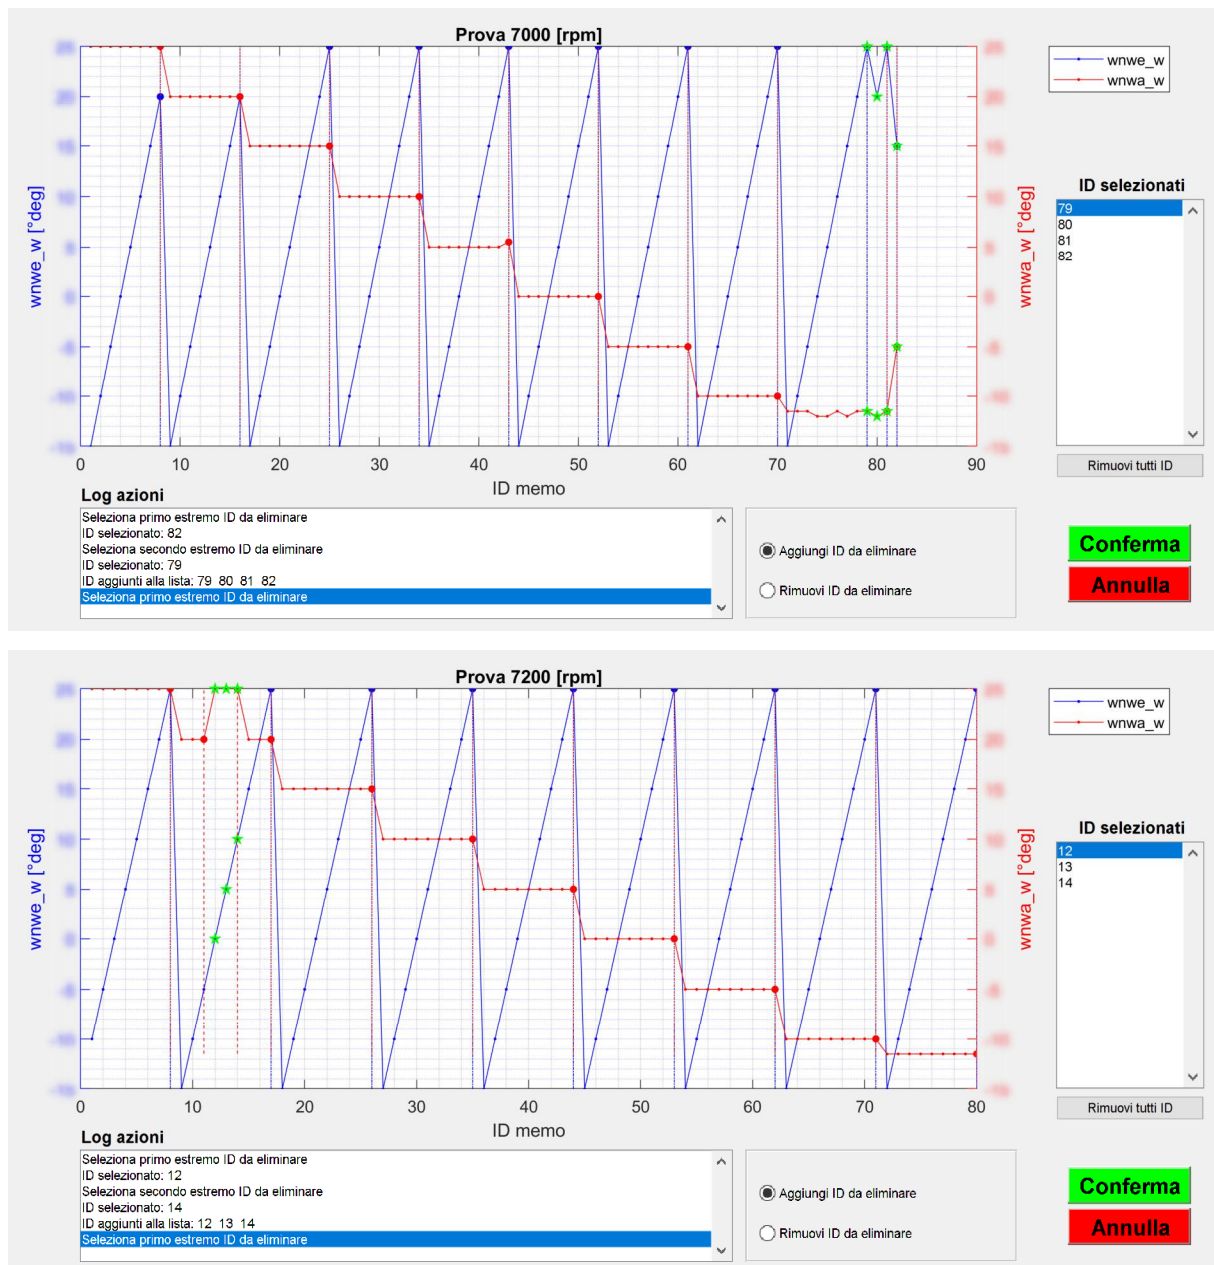 Prova 7000 [rpm]
wnwe_w
wnwa_w
wnwe_w [°deg]
wnwa_w [°deg]
0 10 20 30 40 50 60 70 80 90
ID memo
ID selezionati
79
80
81
82
Rimuovi tutti ID
Log azioni
Seleziona primo estremo ID da eliminare
ID selezionato: 82
Seleziona secondo estremo ID da eliminare
ID selezionato: 79
ID aggiunti alla lista: 79 80 81 82
Seleziona primo estremo ID da eliminare
Aggiungi ID da eliminare
Rimuovi ID da eliminare
Conferma
Annulla
Prova 7200 [rpm]
wnwe_w
wnwa_w
wnwe_w [°deg]
wnwa_w [°deg]
0 10 20 30 40 50 60 70 80
ID memo
ID selezionati
12
13
14
Rimuovi tutti ID
Log azioni
Seleziona primo estremo ID da eliminare
ID selezionato: 12
Seleziona secondo estremo ID da eliminare
ID selezionato: 14
ID aggiunti alla lista: 12 13 14
Seleziona primo estremo ID da eliminare
Aggiungi ID da eliminare
Rimuovi ID da eliminare
Conferma
Annulla